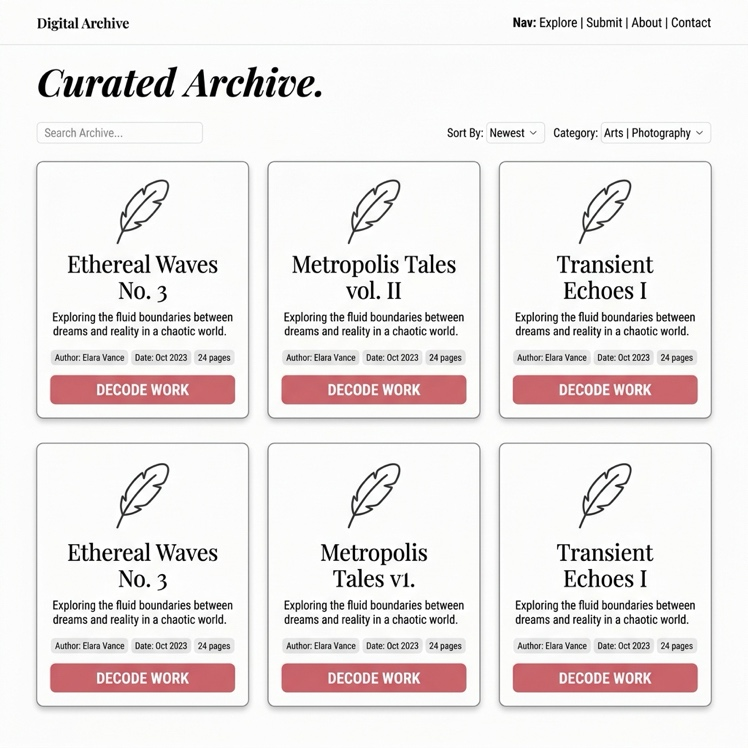 Digital Archive
Nav: Explore | Submit | About | Contact
Curated Archive.
Search Archive...
Sort By: Newest
Category: Arts | Photography
Ethereal Waves
No. 3
Exploring the fluid boundaries between
dreams and reality in a chaotic world.
Author: Elara Vance
Date: Oct 2023
24 pages
DECODE WORK
Metropolis Tales
vol. II
Exploring the fluid boundaries between
dreams and reality in a chaotic world.
Author: Elara Vance
Date: Oct 2023
24 pages
DECODE WORK
Transient
Echoes I
Exploring the fluid boundaries between
dreams and reality in a chaotic world.
Author: Elara Vance
Date: Oct 2023
24 pages
DECODE WORK
Ethereal Waves
No. 3
Exploring the fluid boundaries between
dreams and reality in a chaotic world.
Author: Elara Vance
Date: Oct 2023
24 pages
DECODE WORK
Metropolis
Tales v1.
Exploring the fluid boundaries between
dreams and reality in a chaotic world.
Author: Elara Vance
Date: Oct 2023
24 pages
DECODE WORK
Transient
Echoes I
Exploring the fluid boundaries between
dreams and reality in a chaotic world.
Author: Elara Vance
Date: Oct 2023
24 pages
DECODE WORK